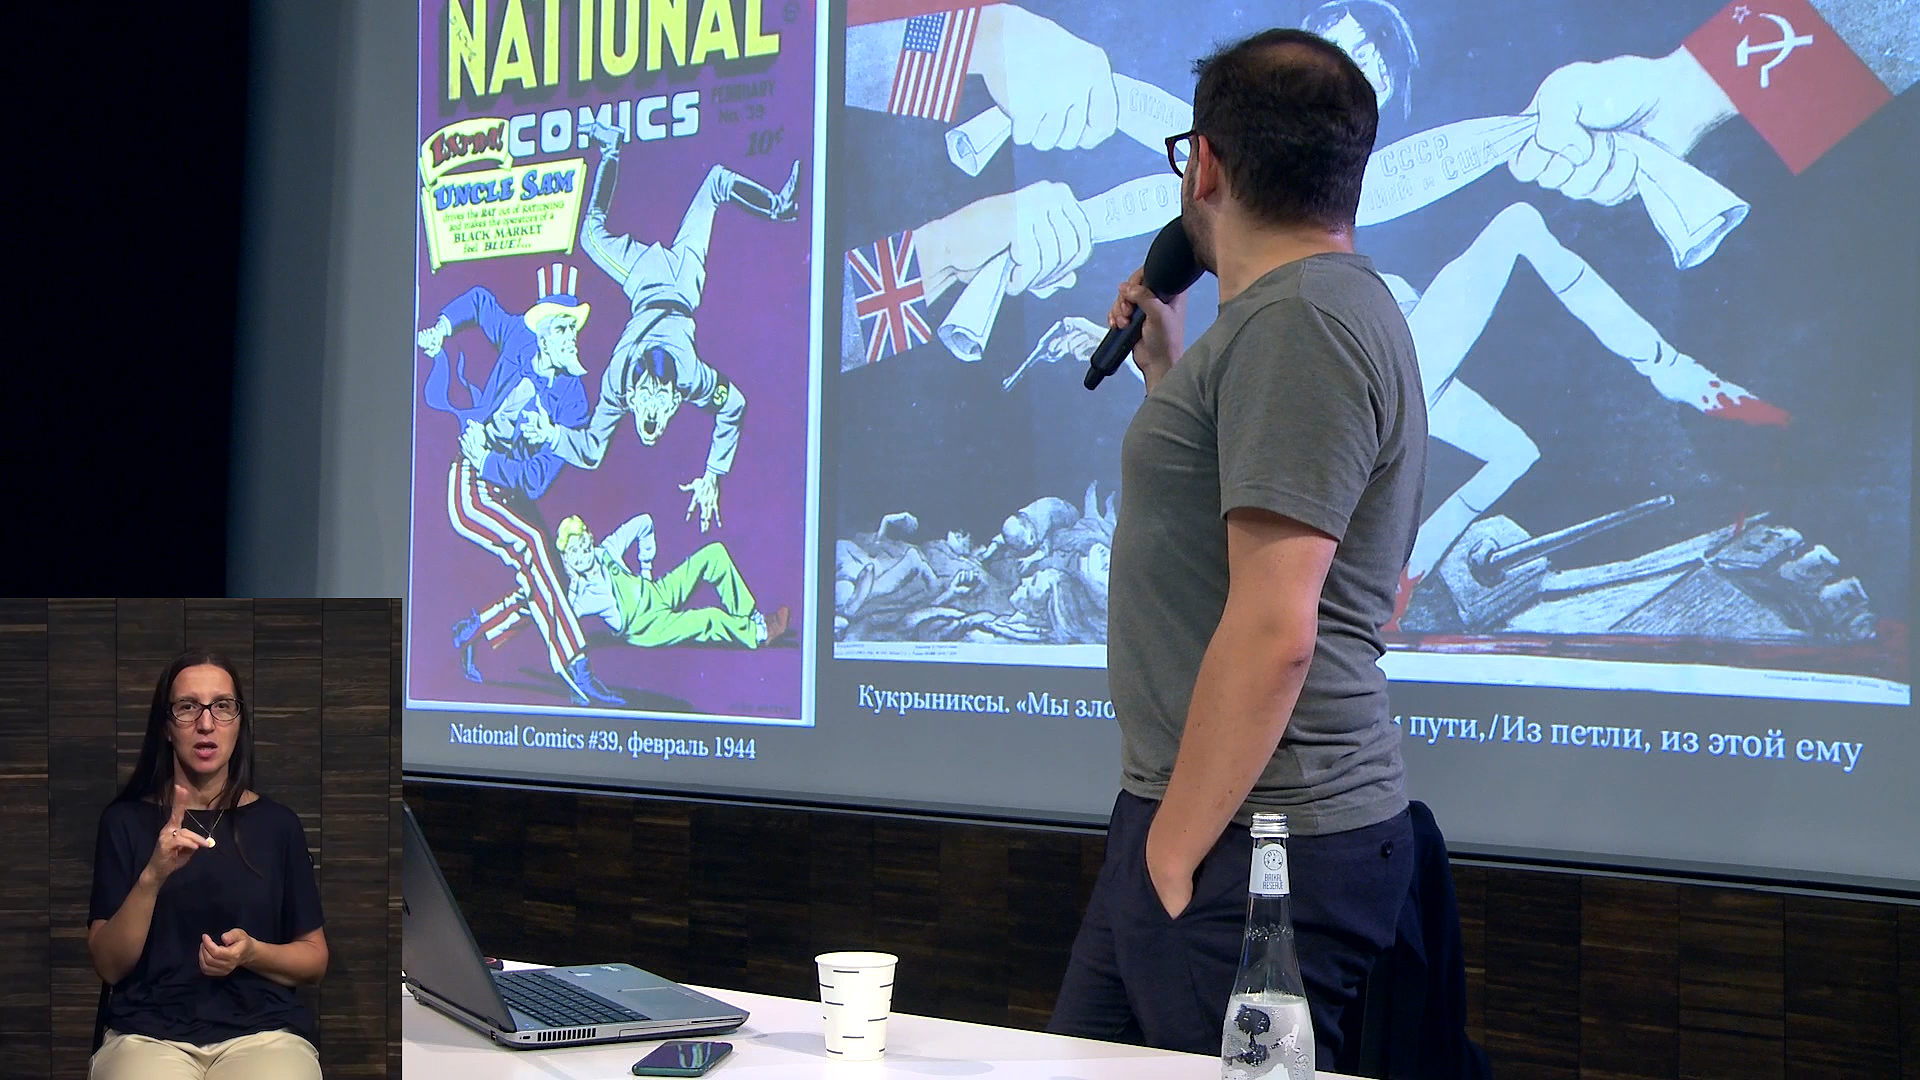 NATIONAL
COMICS
FEBRUARY
No. 39
10¢
EXTRA!
UNCLE SAM
drives the RAT out of RATIONING
and makes the operators of a
BLACK MARKET
feel BLUE!...
СССР
США
ДОГОВ
National Comics #39, февраль 1944
Кукрыниксы. «Мы зло
пути,/Из петли, из этой ему
BAIKAL
RESERVE